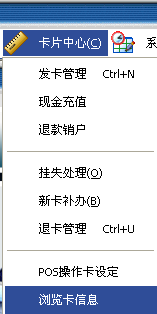 卡片中心(C) 系
发卡管理 Ctrl+N
现金充值
退款销户
挂失处理(O)
新卡补办(B)
退卡管理 Ctrl+U
POS操作卡设定
浏览卡信息